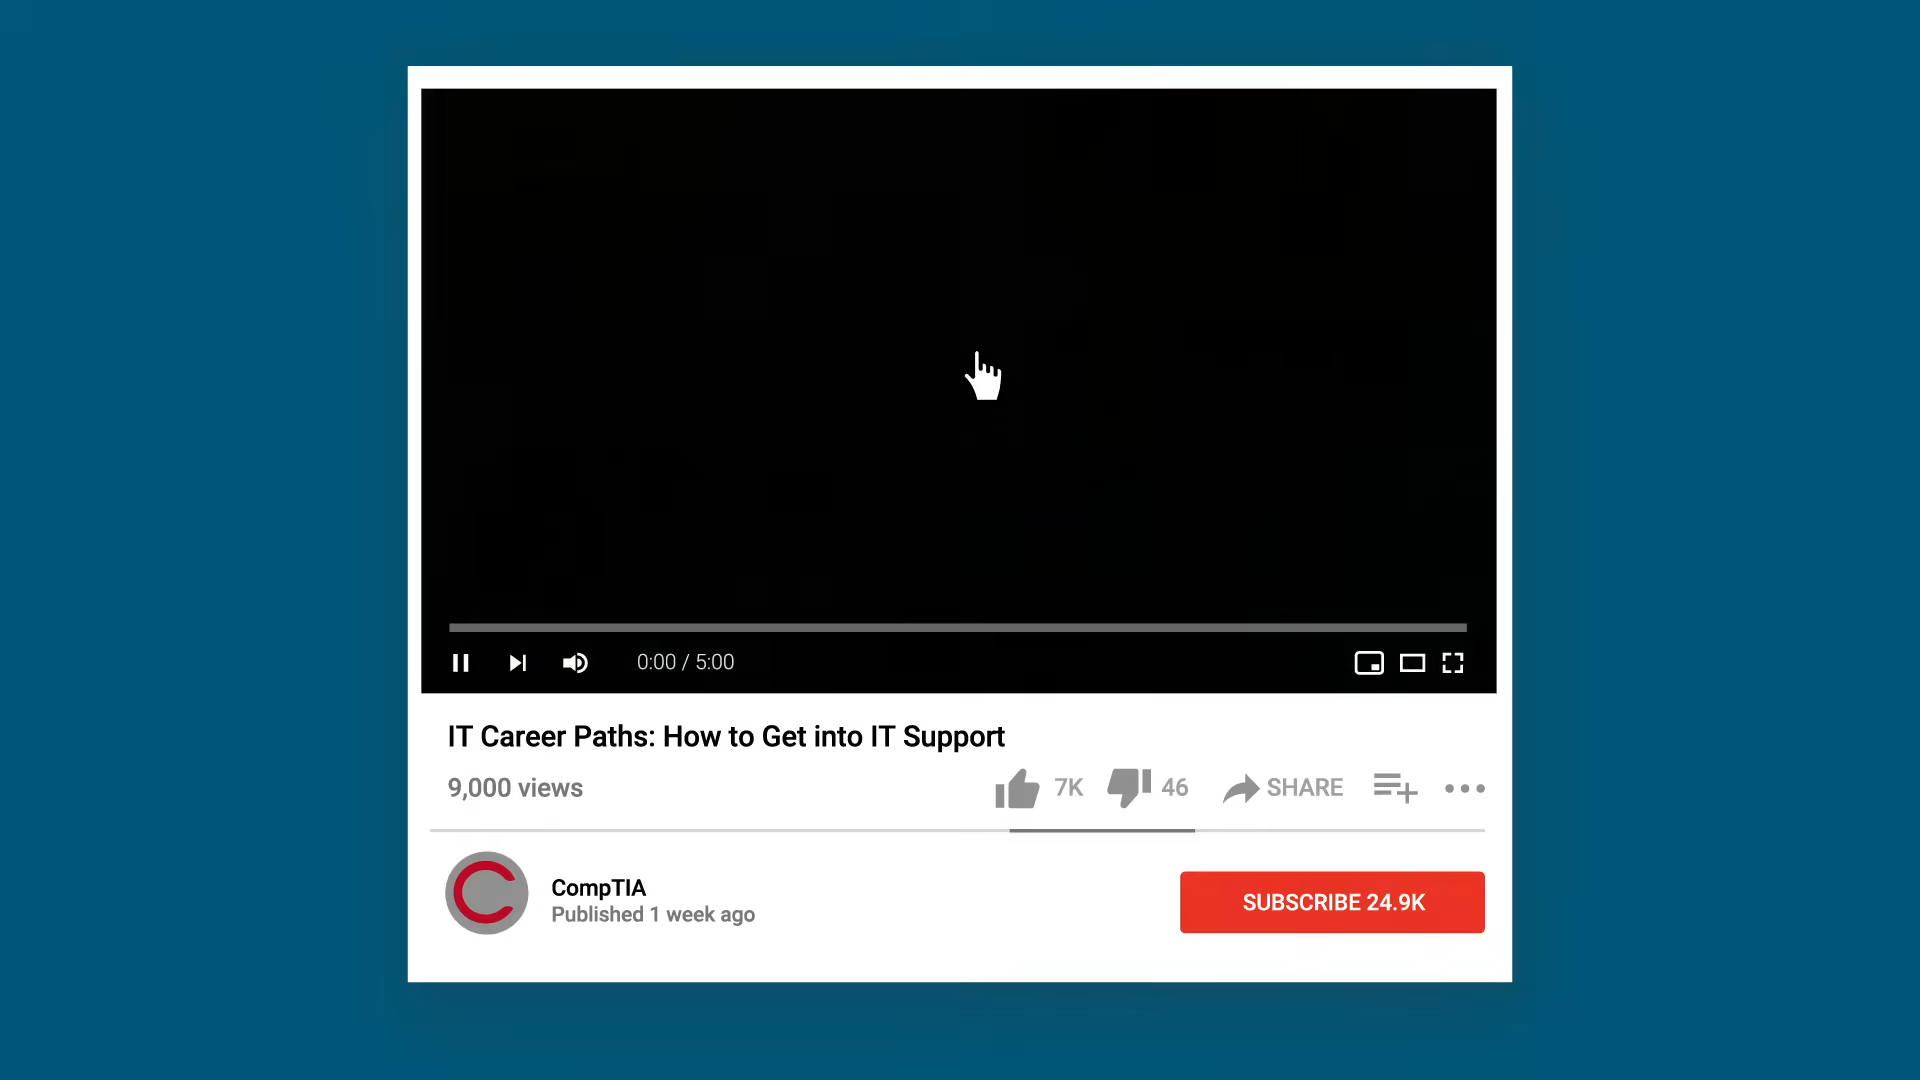 0:00 / 5:00
IT Career Paths: How to Get into IT Support
9,000 views
7K
46
SHARE
CompTIA
Published 1 week ago
SUBSCRIBE 24.9K